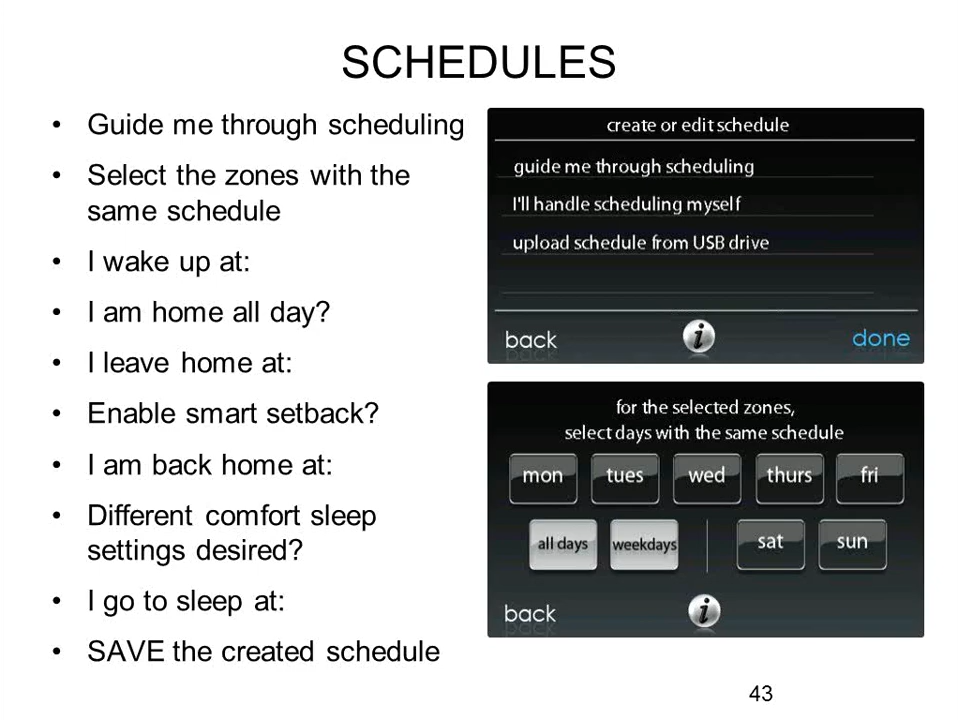 SCHEDULES
• Guide me through scheduling
• Select the zones with the
same schedule
• I wake up at:
• I am home all day?
• I leave home at:
• Enable smart setback?
• I am back home at:
• Different comfort sleep
settings desired?
• I go to sleep at:
• SAVE the created schedule
create or edit schedule
guide me through scheduling
I'll handle scheduling myself
upload schedule from USB drive
back i done
for the selected zones,
select days with the same schedule
mon tues wed thurs fri
all days weekdays sat sun
back i
43